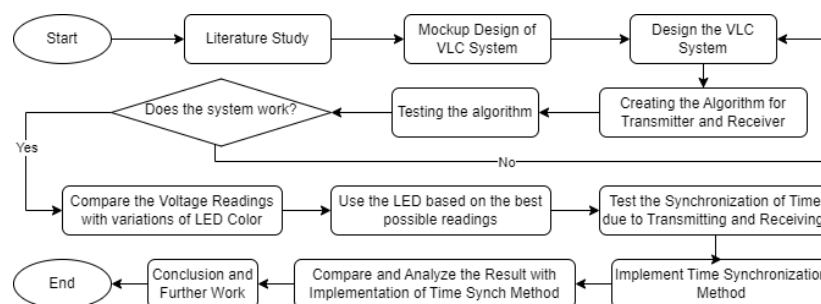 Start
Literature Study
Mockup Design of
VLC System
Design the VLC
System
Does the system work?
Testing the algorithm
Creating the Algorithm for
Transmitter and Receiver
Yes
No
Compare the Voltage Readings
with variations of LED Color
Use the LED based on the best
possible readings
Test the Synchronization of Time
due to Transmitting and Receiving
End
Conclusion and
Further Work
Compare and Analyze the Result with
Implementation of Time Synch Method
Implement Time Synchronization
Method